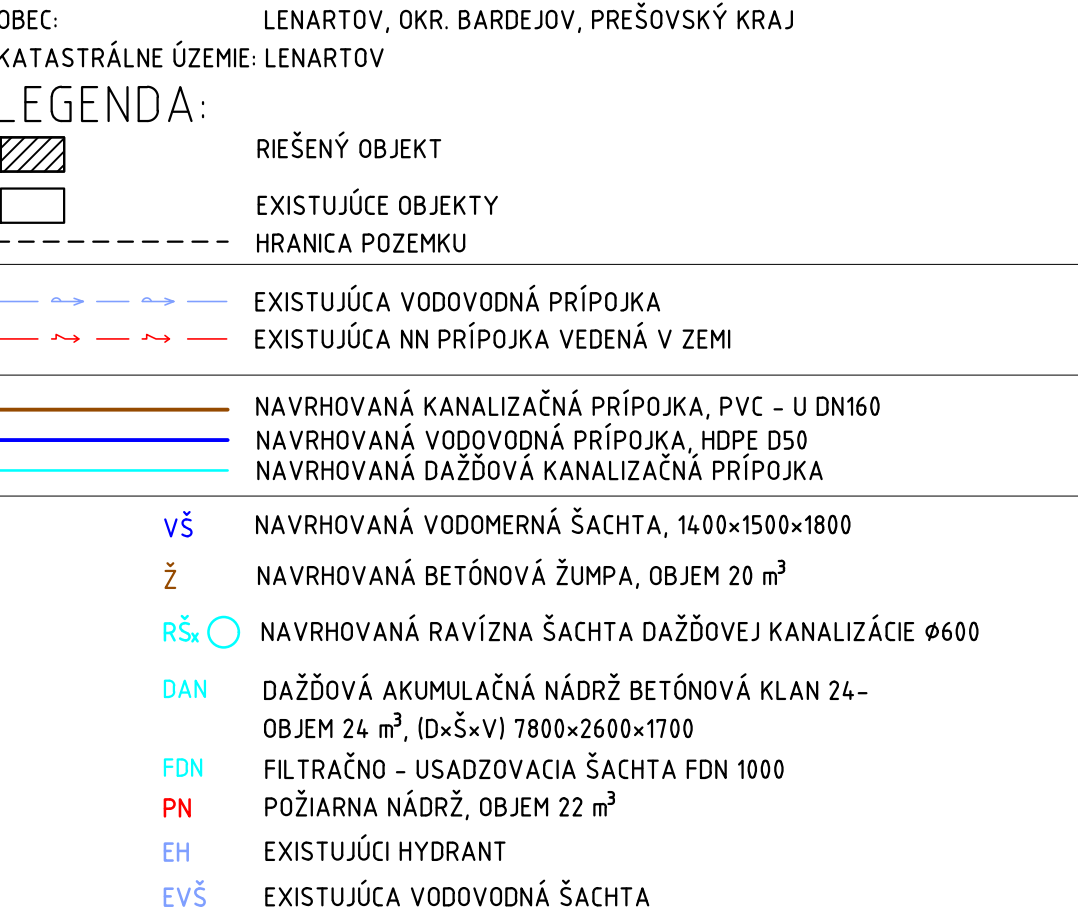 OBEC: LENARTOV, OKR. BARDEJOV, PREŠOVSKÝ KRAJ
KATASTRÁLNE ÚZEMIE: LENARTOV
LEGENDA:
RIEŠENÝ OBJEKT
EXISTUJÚCE OBJEKTY
HRANICA POZEMKU
EXISTUJÚCA VODOVODNÁ PRÍPOJKA
EXISTUJÚCA NN PRÍPOJKA VEDENÁ V ZEMI
NAVRHOVANÁ KANALIZAČNÁ PRÍPOJKA, PVC - U DN160
NAVRHOVANÁ VODOVODNÁ PRÍPOJKA, HDPE D50
NAVRHOVANÁ DAŽĎOVÁ KANALIZAČNÁ PRÍPOJKA
VŠ NAVRHOVANÁ VODOMERNÁ ŠACHTA, 1400×1500×1800
Ž NAVRHOVANÁ BETÓNOVÁ ŽUMPA, OBJEM 20 m³
RŠx NAVRHOVANÁ RAVÍZNA ŠACHTA DAŽĎOVEJ KANALIZÁCIE Ø600
DAN DAŽĎOVÁ AKUMULAČNÁ NÁDRŽ BETÓNOVÁ KLAN 24-
OBJEM 24 m³, (D×Š×V) 7800×2600×1700
FDN FILTRAČNO - USADZOVACIA ŠACHTA FDN 1000
PN POŽIARNA NÁDRŽ, OBJEM 22 m³
EH EXISTUJÚCI HYDRANT
EVŠ EXISTUJÚCA VODOVODNÁ ŠACHTA